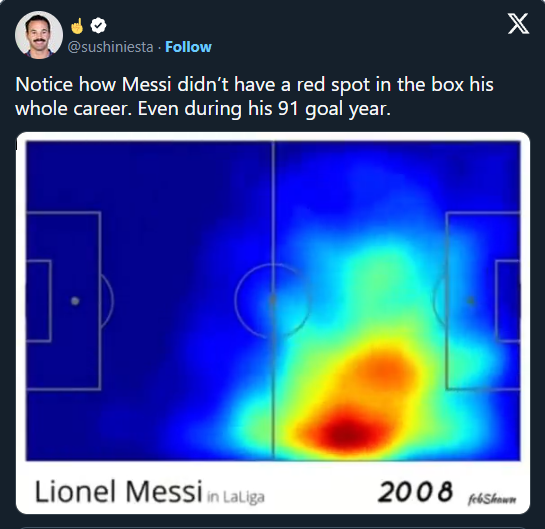 ☝️
@sushiniesta · Follow
Notice how Messi didn’t have a red spot in the box his
whole career. Even during his 91 goal year.
Lionel Messi in LaLiga
2008 fcbShawn